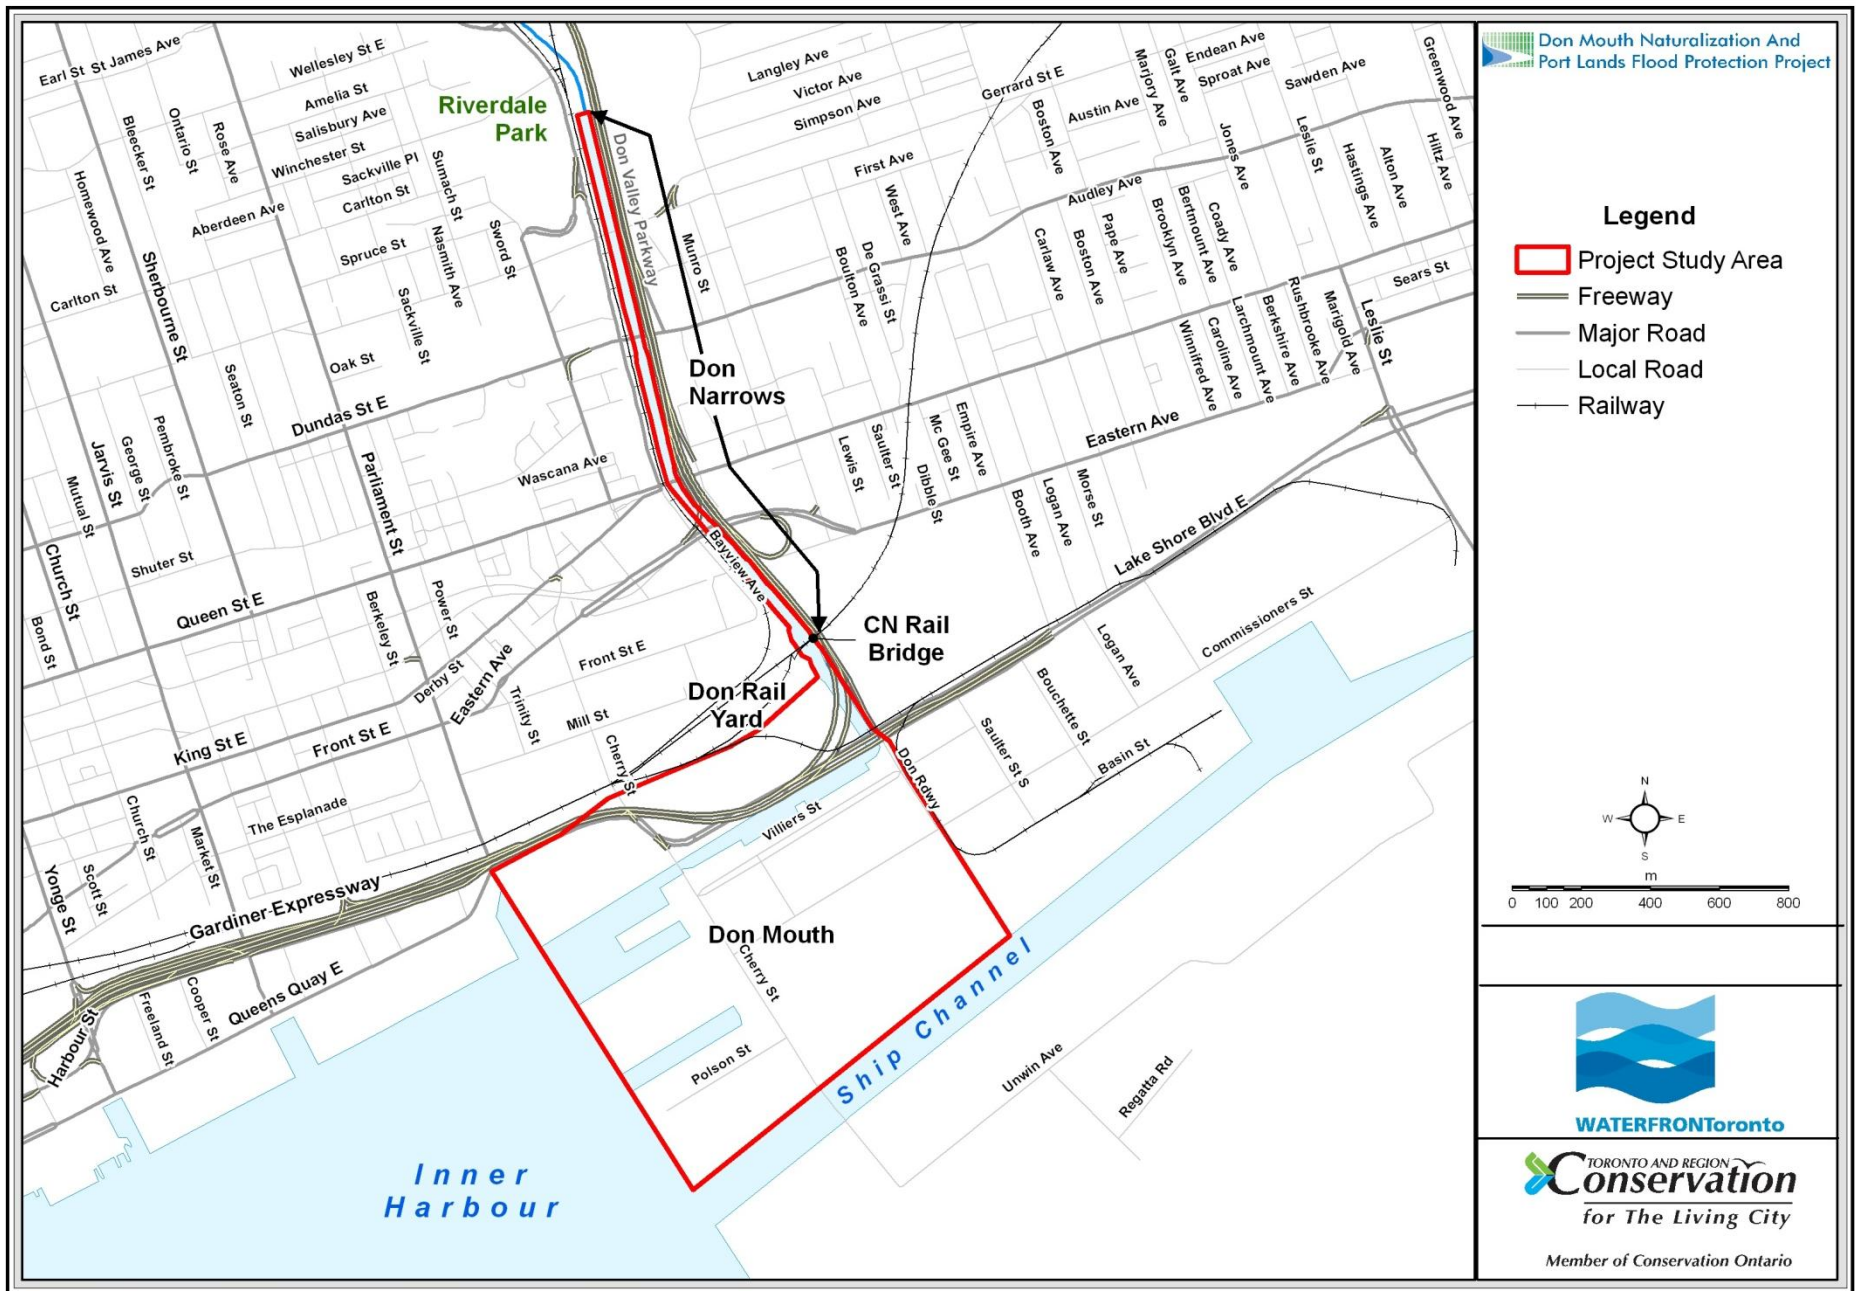 Don Mouth Naturalization And
Port Lands Flood Protection Project
Legend
Project Study Area
Freeway
Major Road
Local Road
Railway
N
W
E
S
m
0 100 200 400 600 800
WATERFRONToronto
TORONTO AND REGION
Conservation
for The Living City
Member of Conservation Ontario
Earl St
St James Ave
Wellesley St E
Amelia St
Salisbury Ave
Winchester St
Sackville Pl
Carlton St
Bleecker St
Ontario St
Rose Ave
Homewood Ave
Aberdeen Ave
Spruce St
Sumach St
Nasmith Ave
Sword St
Riverdale
Park
Don Valley Parkway
Munro St
Langley Ave
Victor Ave
Simpson Ave
First Ave
West Ave
De Grassi St
Boulton Ave
Gerrard St E
Boston Ave
Austin Ave
Marjory Ave
Galt Ave
Endean Ave
Sproat Ave
Sawden Ave
Greenwood Ave
Jones Ave
Leslie St
Hastings Ave
Alton Ave
Hiltz Ave
Audley Ave
Carlaw Ave
Boston Ave
Pape Ave
Brooklyn Ave
Bertmount Ave
Coady Ave
Sears St
Winnifred Ave
Caroline Ave
Larchmount Ave
Berkshire Ave
Rushbrooke Ave
Marigold Ave
Leslie St
Carlton St
Sherbourne St
Sackville St
Oak St
Seaton St
Dundas St E
Pembroke St
George St
Jarvis St
Mutual St
Parliament St
Wascana Ave
Don
Narrows
Lewis St
Saulter St
Mc Gee St
Empire Ave
Dibble St
Eastern Ave
Booth Ave
Logan Ave
Morse St
Lake Shore Blvd E
Church St
Shuter St
Queen St E
Bond St
Berkeley St
Power St
Bayview Ave
CN Rail
Bridge
Commissioners St
Logan Ave
Bouchette St
Saulter St S
Basin St
Don Rdwy
Front St E
Derby St
Eastern Ave
Trinity St
Mill St
Don Rail
Yard
Cherry St
King St E
Front St E
The Esplanade
Church St
Market St
Scott St
Yonge St
Villiers St
Gardiner Expressway
Don Mouth
Cherry St
Queens Quay E
Cooper St
Freeland St
Harbour St
Polson St
Ship Channel
Unwin Ave
Regatta Rd
Inner
Harbour